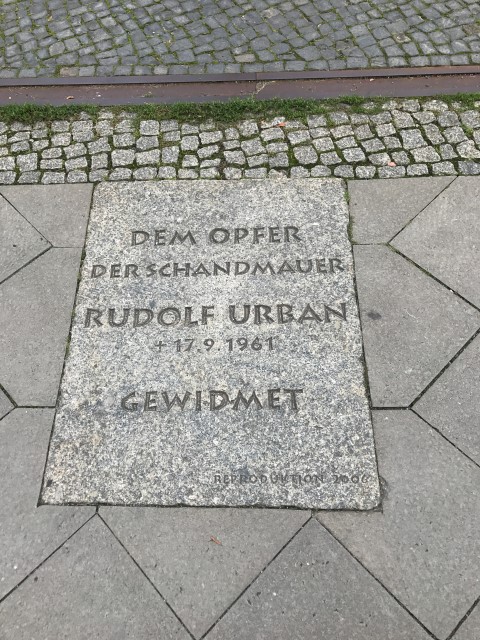 DEM OPFER
DER SCHANDMAUER
RUDOLF URBAN
+ 17.9.1961
GEWIDMET
REPRODUKTION 2006